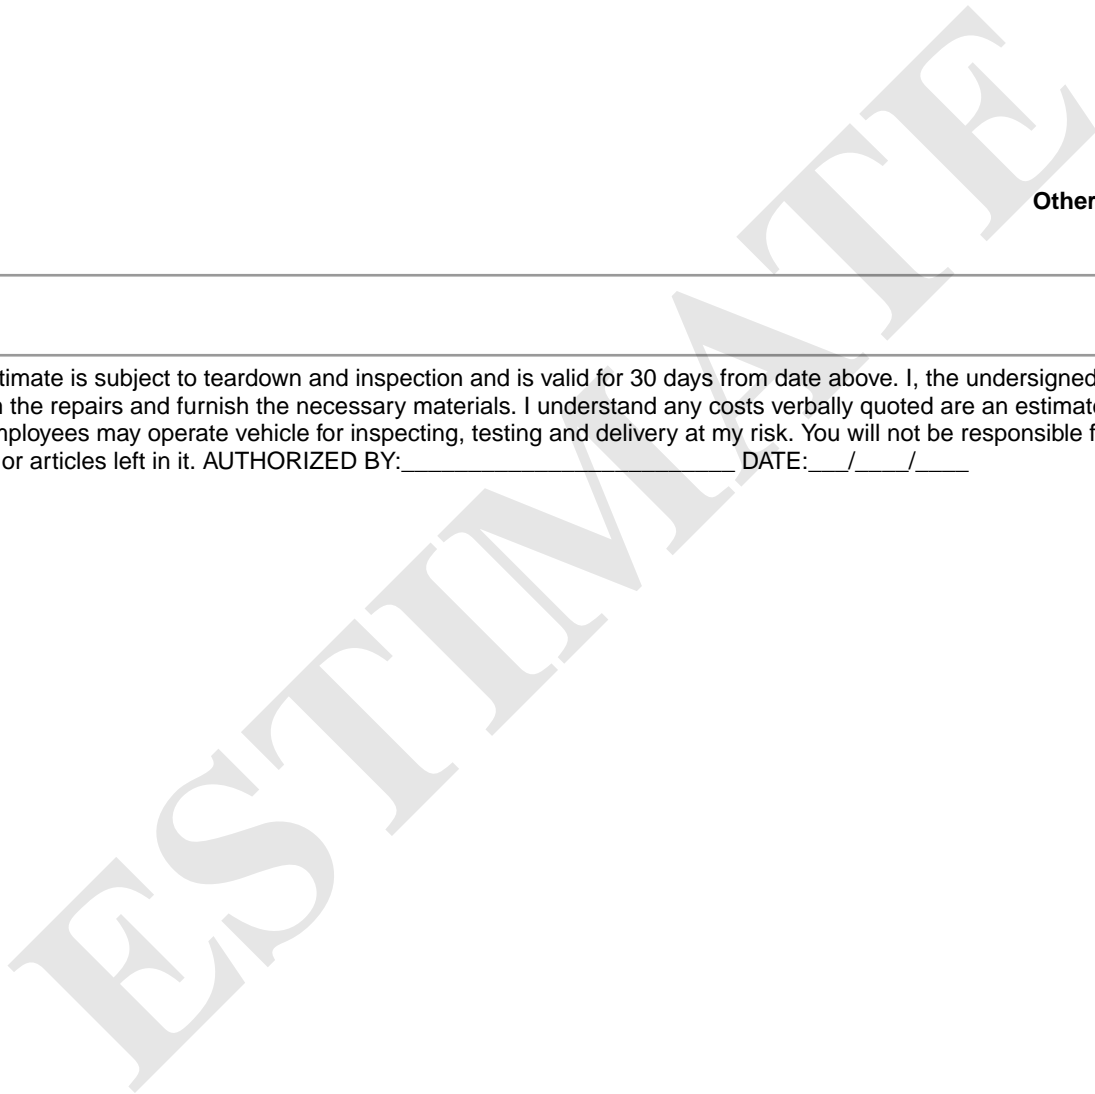 Other
timate is subject to teardown and inspection and is valid for 30 days from date above. I, the undersigned
the repairs and furnish the necessary materials. I understand any costs verbally quoted are an estimate
mployees may operate vehicle for inspecting, testing and delivery at my risk. You will not be responsible f
or articles left in it. AUTHORIZED BY:_________________________ DATE:___/____/____
ESTIMATE